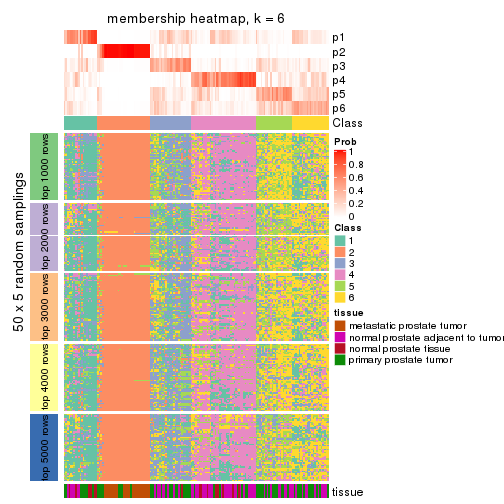 membership heatmap, k = 6
p1
p2
p3
p4
p5
p6
Class
50 x 5 random samplings
top 1000 rows
top 2000 rows
top 3000 rows
top 4000 rows
top 5000 rows
Prob
1
0.8
0.6
0.4
0.2
0
Class
1
2
3
4
5
6
tissue
metastatic prostate tumor
normal prostate adjacent to tumor
normal prostate tissue
primary prostate tumor
tissue